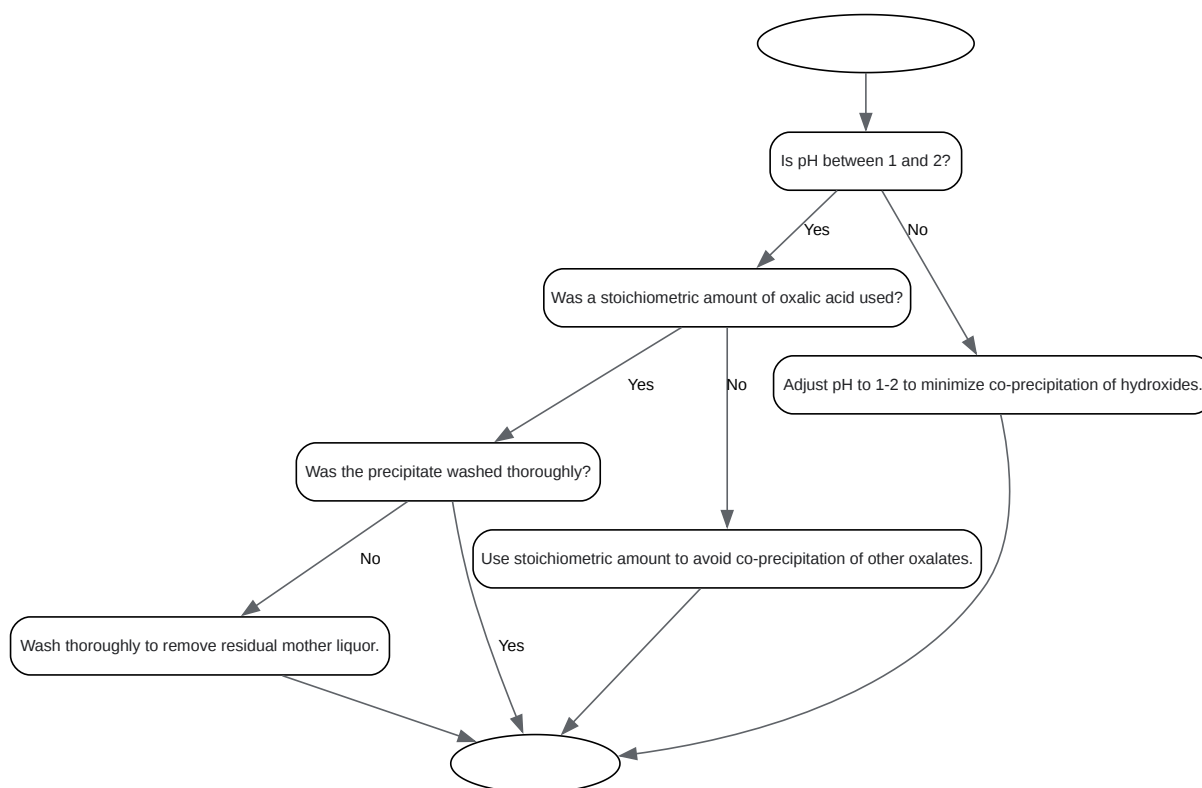 Is pH between 1 and 2?
Yes
No
Was a stoichiometric amount of oxalic acid used?
Yes
No
Adjust pH to 1-2 to minimize co-precipitation of hydroxides.
Was the precipitate washed thoroughly?
No
Use stoichiometric amount to avoid co-precipitation of other oxalates.
Wash thoroughly to remove residual mother liquor.
Yes